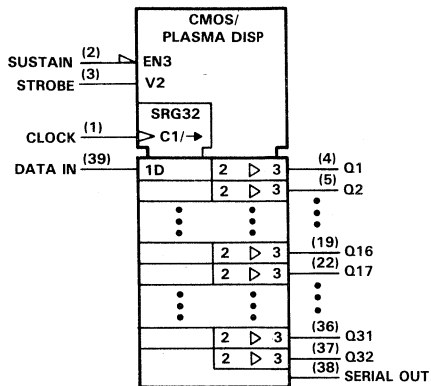 CMOS/
PLASMA DISP
SUSTAIN (2) EN3
STROBE (3) V2
SRG32
CLOCK (1) C1/→
DATA IN (39) 1D 2 ▷ 3 (4) Q1
2 ▷ 3 (5) Q2
2 ▷ 3 (19) Q16
2 ▷ 3 (22) Q17
2 ▷ 3 (36) Q31
2 ▷ 3 (37) Q32
(38) SERIAL OUT